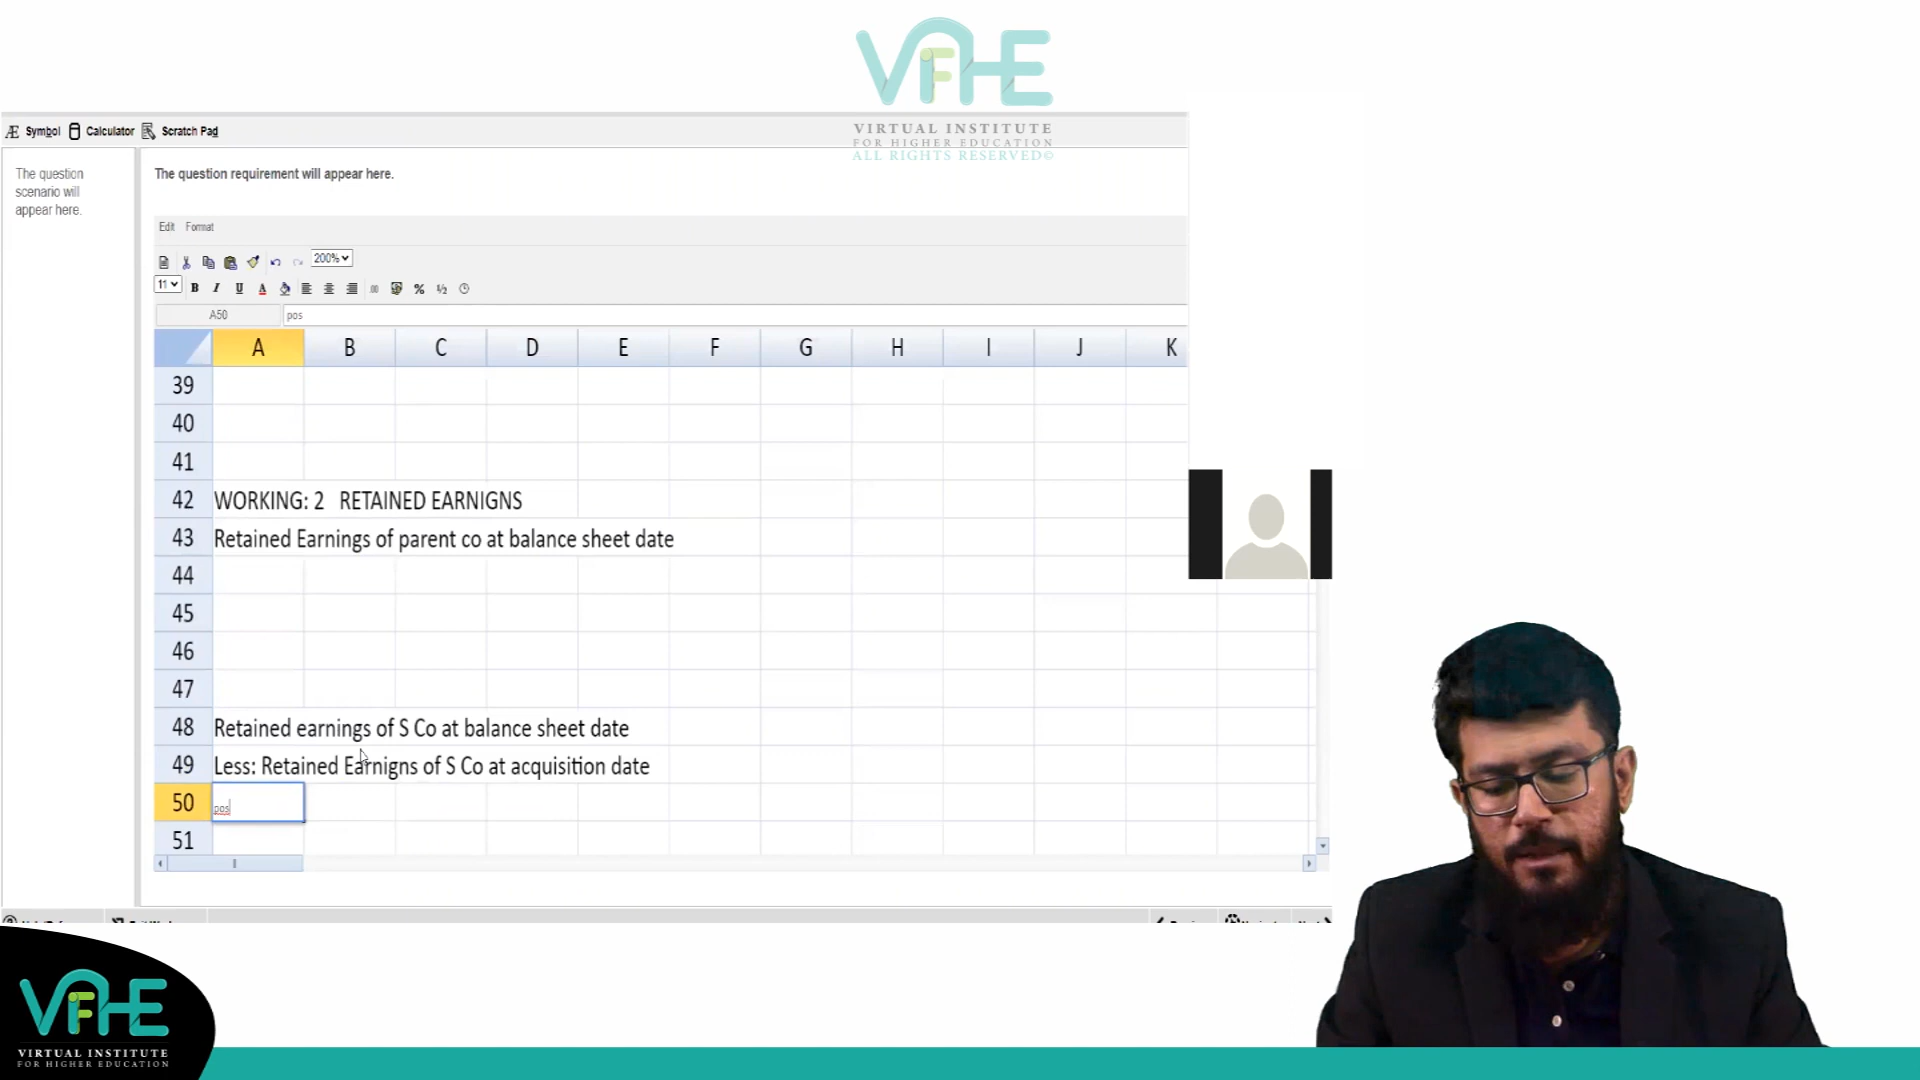 VFHE
VIRTUAL INSTITUTE
FOR HIGHER EDUCATION
ALL RIGHTS RESERVED©
Æ Symbol Calculator Scratch Pad
The question
scenario will
appear here.
The question requirement will appear here.
Edit Format
200%
11 B I U A % ½
A50 pos
A B C D E F G H I J K
39
40
41
42 WORKING: 2 RETAINED EARNIGNS
43 Retained Earnings of parent co at balance sheet date
44
45
46
47
48 Retained earnings of S Co at balance sheet date
49 Less: Retained Earnigns of S Co at acquisition date
50 pos
51
VFHE
VIRTUAL INSTITUTE
FOR HIGHER EDUCATION